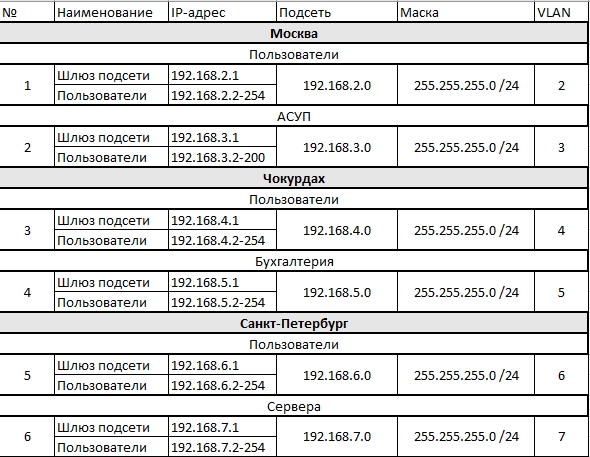 № Наименование IP-адрес Подсеть Маска VLAN
Москва
Пользователи
1 Шлюз подсети 192.168.2.1 192.168.2.0 255.255.255.0 /24 2
Пользователи 192.168.2.2-254
АСУП
2 Шлюз подсети 192.168.3.1 192.168.3.0 255.255.255.0 /24 3
Пользователи 192.168.3.2-200
Чокурдах
Пользователи
3 Шлюз подсети 192.168.4.1 192.168.4.0 255.255.255.0 /24 4
Пользователи 192.168.4.2-254
Бухгалтерия
4 Шлюз подсети 192.168.5.1 192.168.5.0 255.255.255.0 /24 5
Пользователи 192.168.5.2-254
Санкт-Петербург
Пользователи
5 Шлюз подсети 192.168.6.1 192.168.6.0 255.255.255.0 /24 6
Пользователи 192.168.6.2-254
Сервера
6 Шлюз подсети 192.168.7.1 192.168.7.0 255.255.255.0 /24 7
Пользователи 192.168.7.2-254